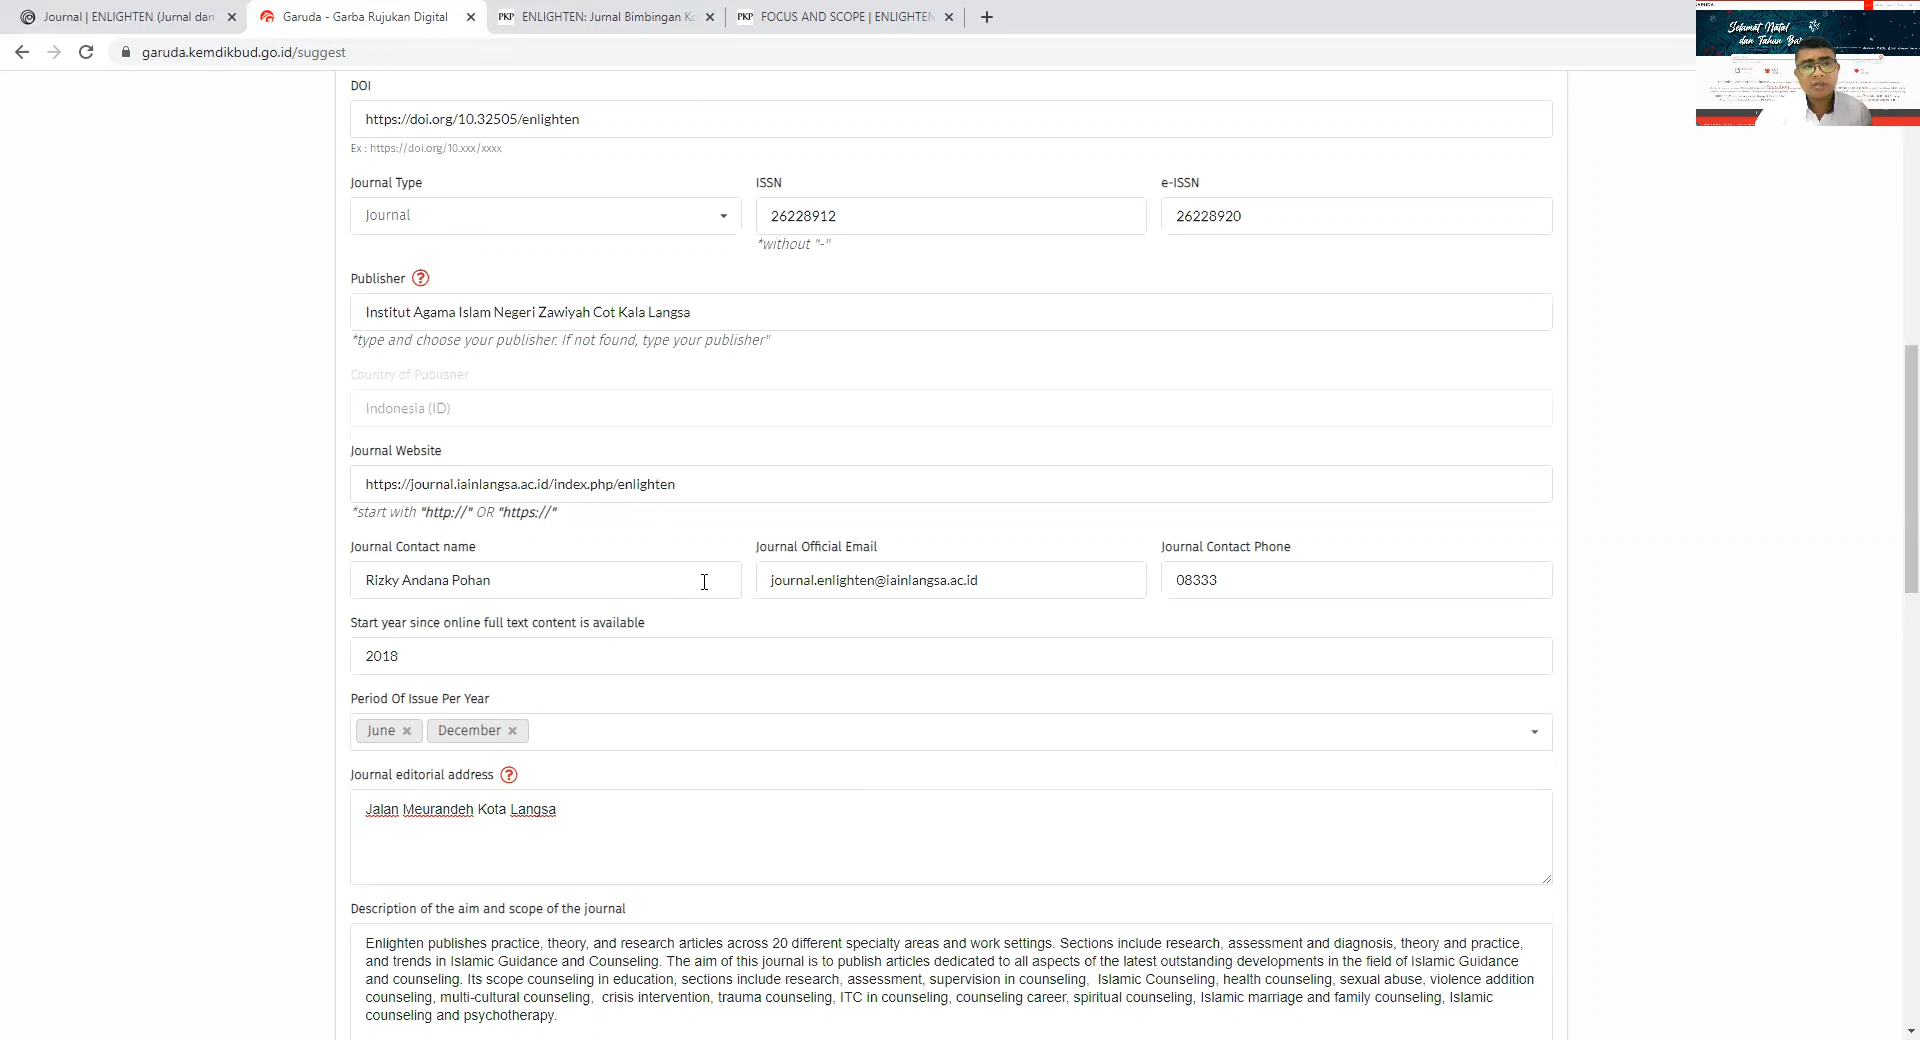 Journal | ENLIGHTEN (Jurnal dan
Garuda - Garba Rujukan Digital
PKP ENLIGHTEN: Jurnal Bimbingan Ko
PKP FOCUS AND SCOPE | ENLIGHTEN
garuda.kemdikbud.go.id/suggest
Selamat Natal
dan Tahun Ba
DOI
https://doi.org/10.32505/enlighten
Ex : https://doi.org/10.xxx/xxxx
Journal Type
ISSN
e-ISSN
Journal
26228912
26228920
*without "-"
Publisher ?
Institut Agama Islam Negeri Zawiyah Cot Kala Langsa
*type and choose your publisher. If not found, type your publisher"
Country of Publisher
Indonesia (ID)
Journal Website
https://journal.iainlangsa.ac.id/index.php/enlighten
*start with "http://" OR "https://"
Journal Contact name
Journal Official Email
Journal Contact Phone
Rizky Andana Pohan
journal.enlighten@iainlangsa.ac.id
08333
Start year since online full text content is available
2018
Period Of Issue Per Year
June × December ×
Journal editorial address ?
Jalan Meurandeh Kota Langsa
Description of the aim and scope of the journal
Enlighten publishes practice, theory, and research articles across 20 different specialty areas and work settings. Sections include research, assessment and diagnosis, theory and practice,
and trends in Islamic Guidance and Counseling. The aim of this journal is to publish articles dedicated to all aspects of the latest outstanding developments in the field of Islamic Guidance
and counseling. Its scope counseling in education, sections include research, assessment, supervision in counseling, Islamic Counseling, health counseling, sexual abuse, violence addition
counseling, multi-cultural counseling, crisis intervention, trauma counseling, ITC in counseling, counseling career, spiritual counseling, Islamic marriage and family counseling, Islamic
counseling and psychotherapy.